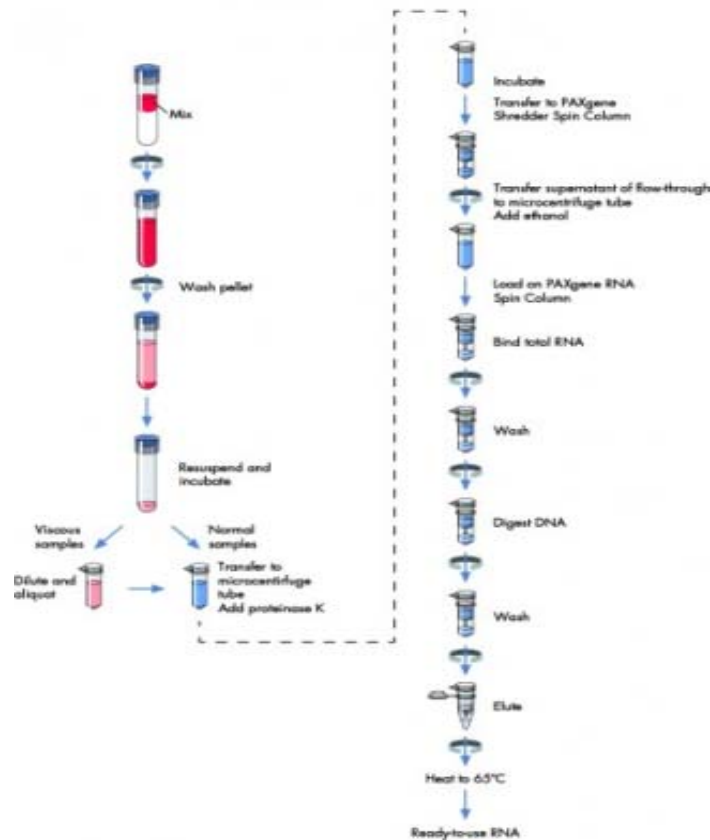 Mix
Wash pellet
Resuspend and
incubate
Viscous
samples
Normal
samples
Dilute and
aliquot
Transfer to
microcentirfuge
tube
Add proteinase K
Incubate
Transfer to PAXgene
Shredder Spin Column
Transfer supernatant of flow-through
to microcentrifuge tube
Add ethanol
Load on PAXgene RNA
Spin Column
Bind total RNA
Wash
Digest DNA
Wash
Elute
Heat to 65°C
Ready-to-use RNA